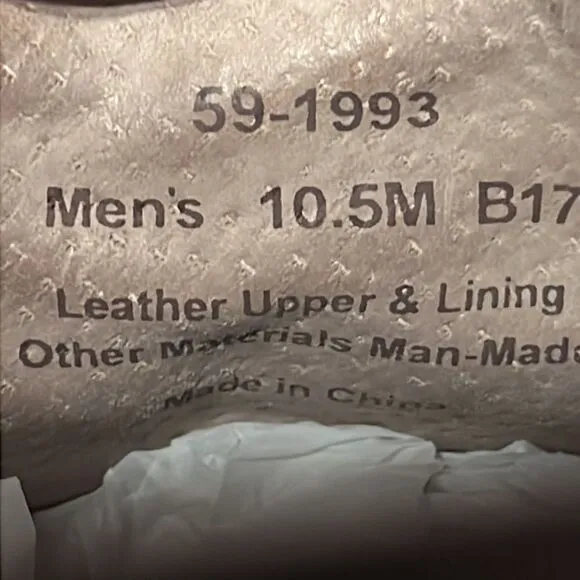 59-1993
Men's 10.5M B17
Leather Upper & Lining
Other Materials Man-Made
Made in China